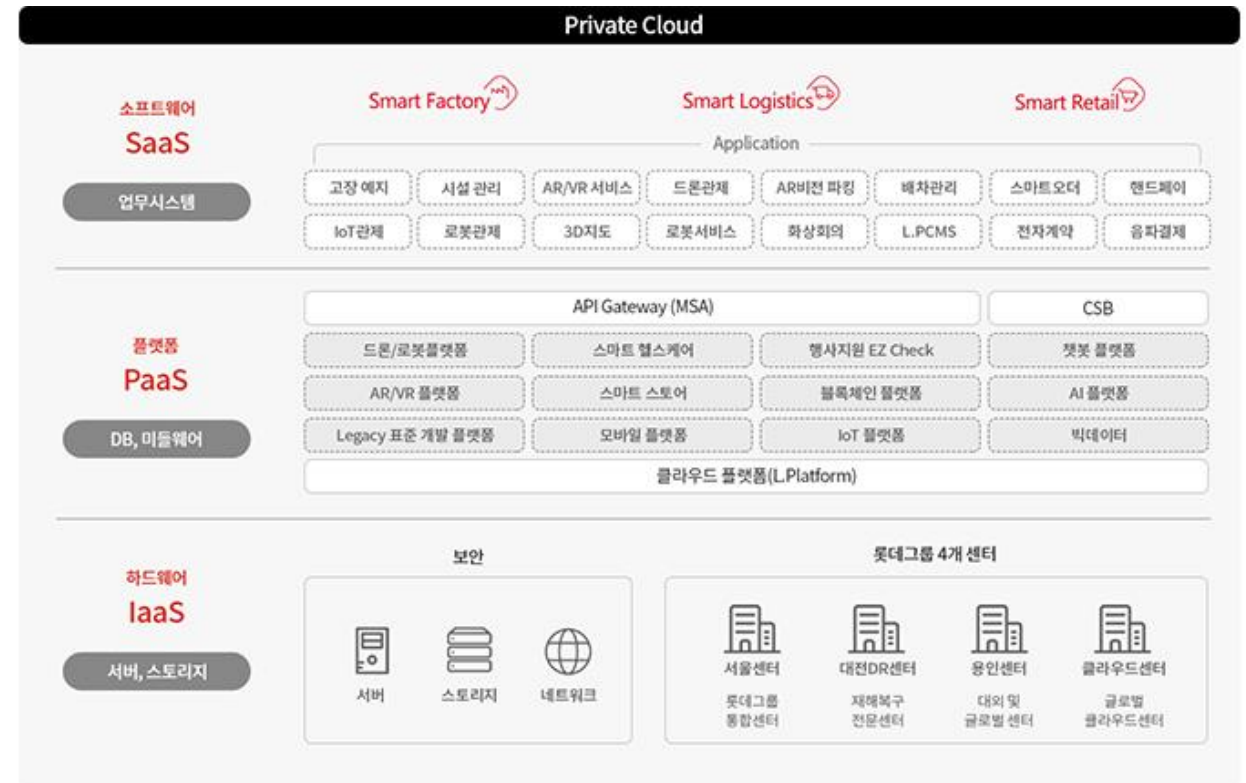 Private Cloud
소프트웨어
SaaS
업무시스템
Smart Factory
Smart Logistics
Smart Retail
Application
고장 예지
시설 관리
AR/VR 서비스
드론관제
AR비전 파킹
배차관리
스마트오더
핸드페이
IoT관제
로봇관제
3D지도
로봇서비스
화상회의
L.PCMS
전자계약
음파결제
플랫폼
PaaS
DB, 미들웨어
API Gateway (MSA)
CSB
드론/로봇플랫폼
스마트 헬스케어
행사지원 EZ Check
챗봇 플랫폼
AR/VR 플랫폼
스마트 스토어
블록체인 플랫폼
AI 플랫폼
Legacy 표준 개발 플랫폼
모바일 플랫폼
IoT 플랫폼
빅데이터
클라우드 플랫폼(L.Platform)
하드웨어
IaaS
서버, 스토리지
보안
서버
스토리지
네트워크
롯데그룹 4개 센터
서울센터
롯데그룹
통합센터
대전DR센터
재해복구
전문센터
용인센터
대외 및
글로벌 센터
클라우드센터
글로벌
클라우드센터